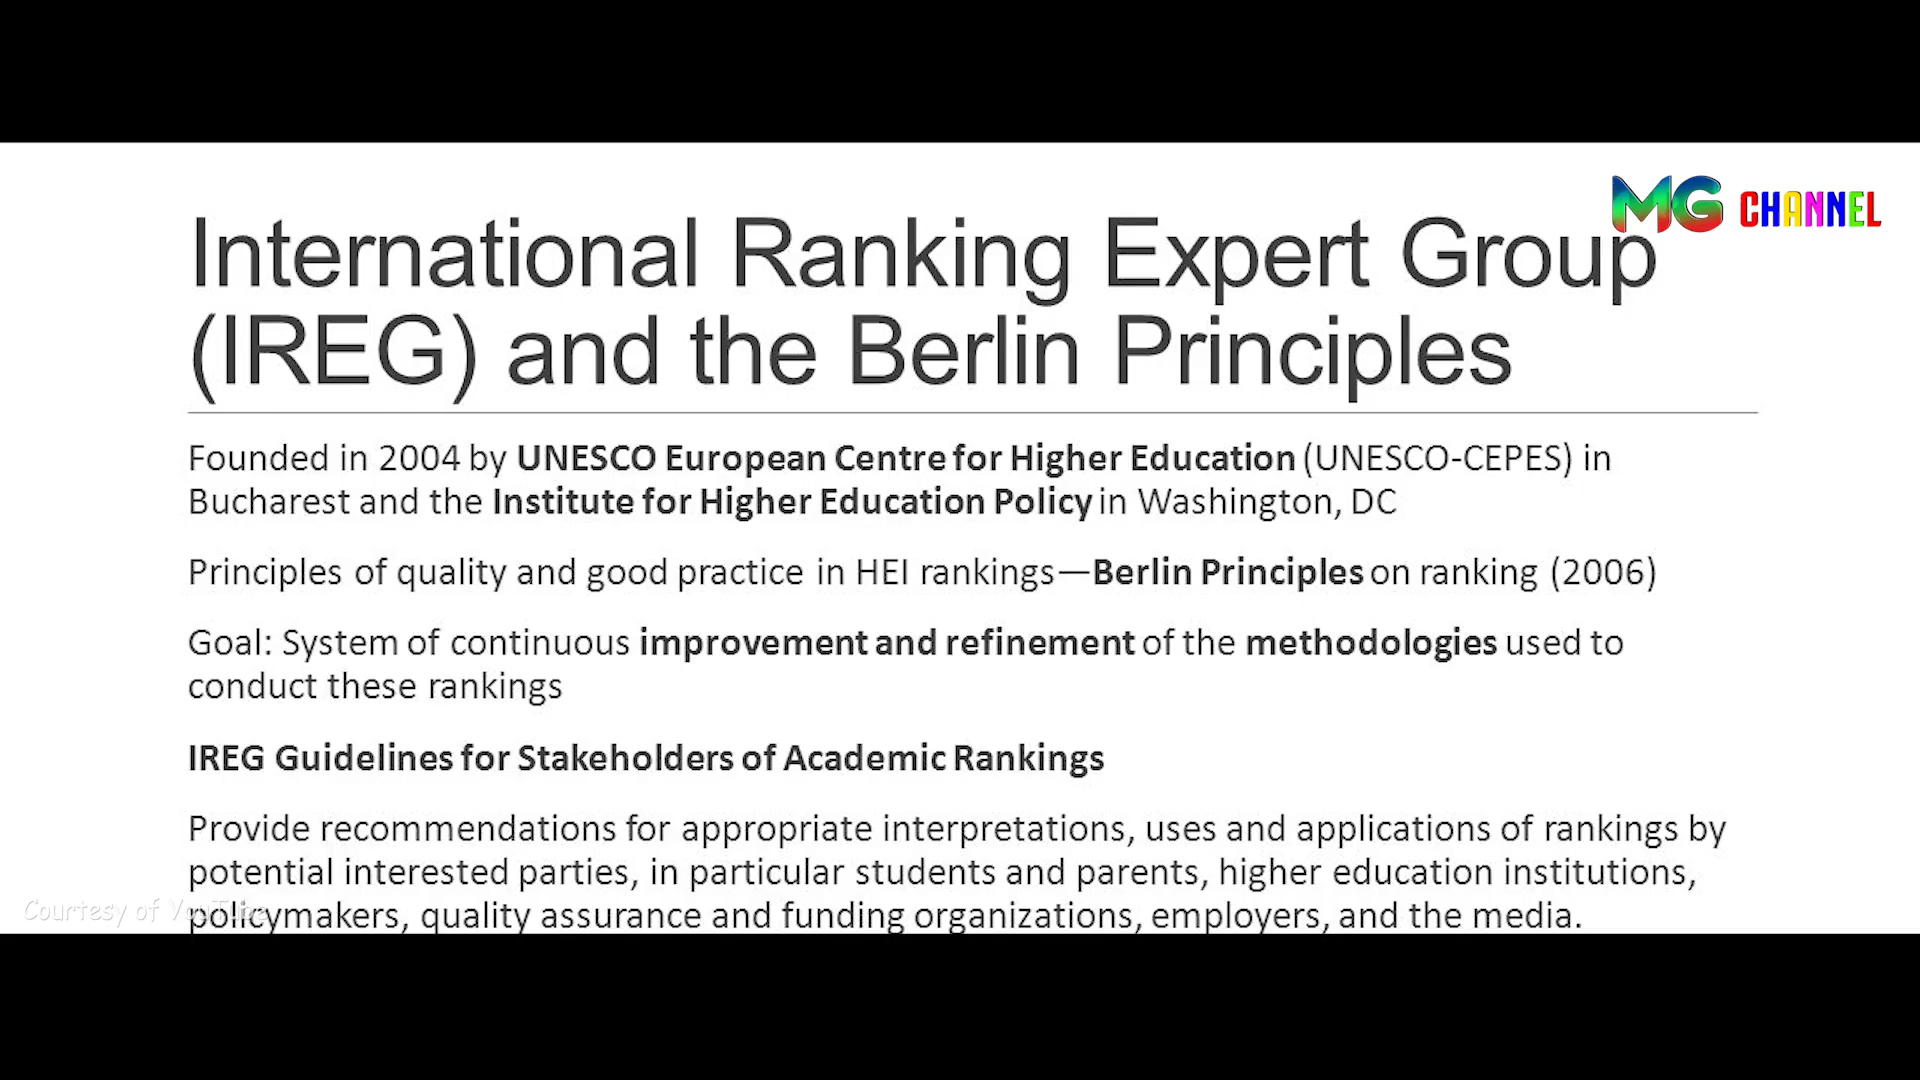 MG CHANNEL
International Ranking Expert Group
(IREG) and the Berlin Principles
Founded in 2004 by UNESCO European Centre for Higher Education (UNESCO-CEPES) in
Bucharest and the Institute for Higher Education Policy in Washington, DC
Principles of quality and good practice in HEI rankings—Berlin Principles on ranking (2006)
Goal: System of continuous improvement and refinement of the methodologies used to
conduct these rankings
IREG Guidelines for Stakeholders of Academic Rankings
Provide recommendations for appropriate interpretations, uses and applications of rankings by
potential interested parties, in particular students and parents, higher education institutions,
policymakers, quality assurance and funding organizations, employers, and the media.
Courtesy of YouTube